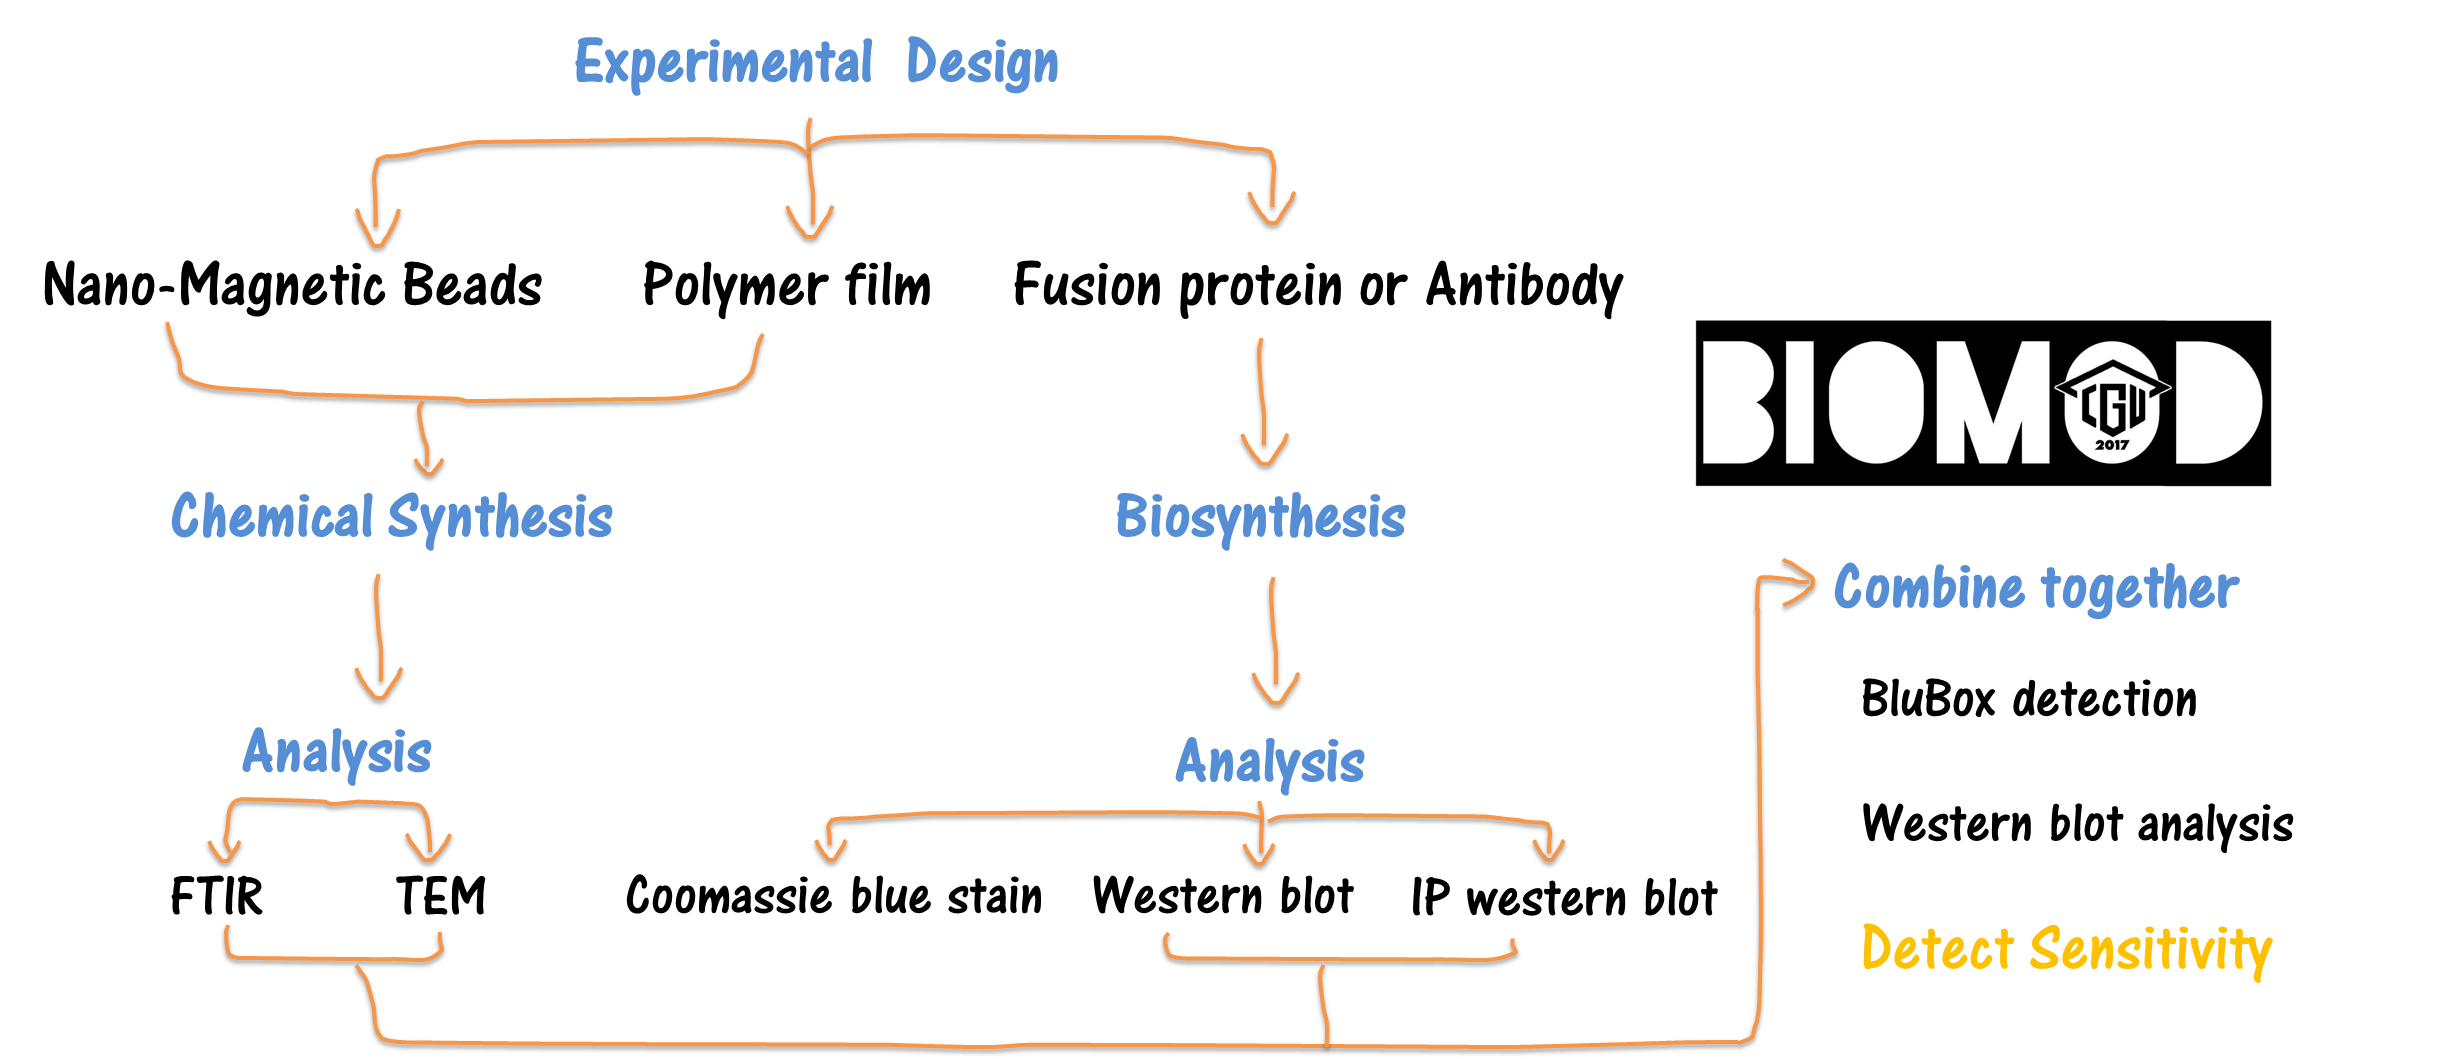 Experimental Design
Nano-Magnetic Beads
Polymer film
Fusion protein or Antibody
BIOMOD
CGU
2017
Chemical Synthesis
Biosynthesis
Combine together
BluBox detection
Analysis
Analysis
Western blot analysis
FTIR
TEM
Coomassie blue stain
Western blot
IP western blot
Detect Sensitivity